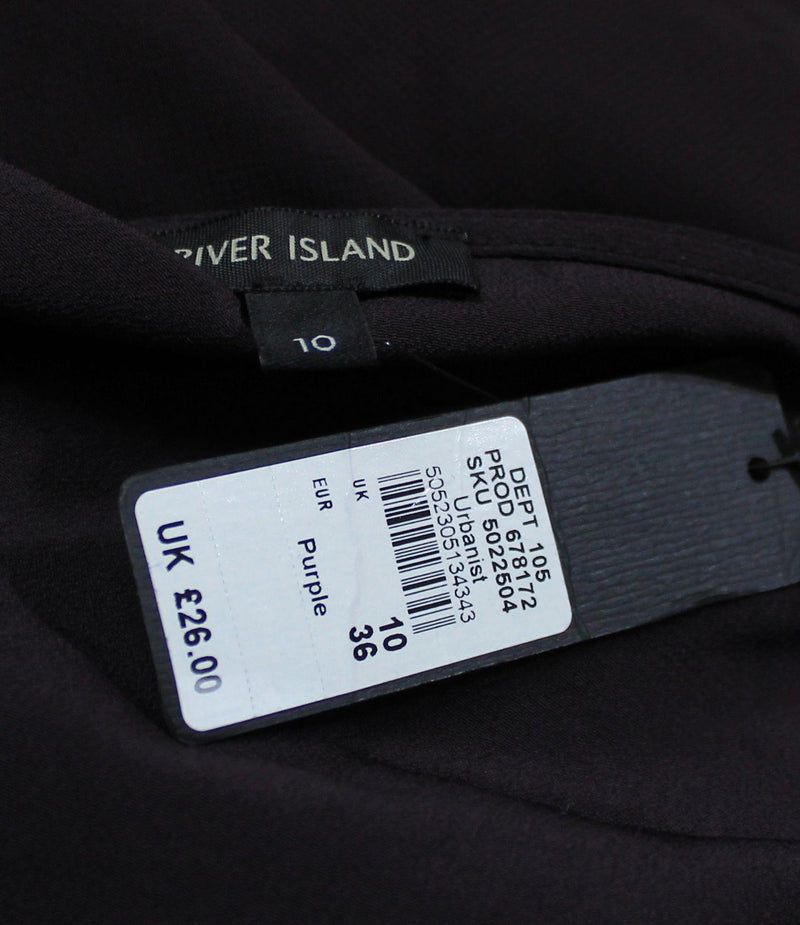 RIVER ISLAND
10
DEPT 105
PROD 678172
SKU 5022504
Urbanist
5052305134343
UK 10
EUR 36
Purple
UK £26.00